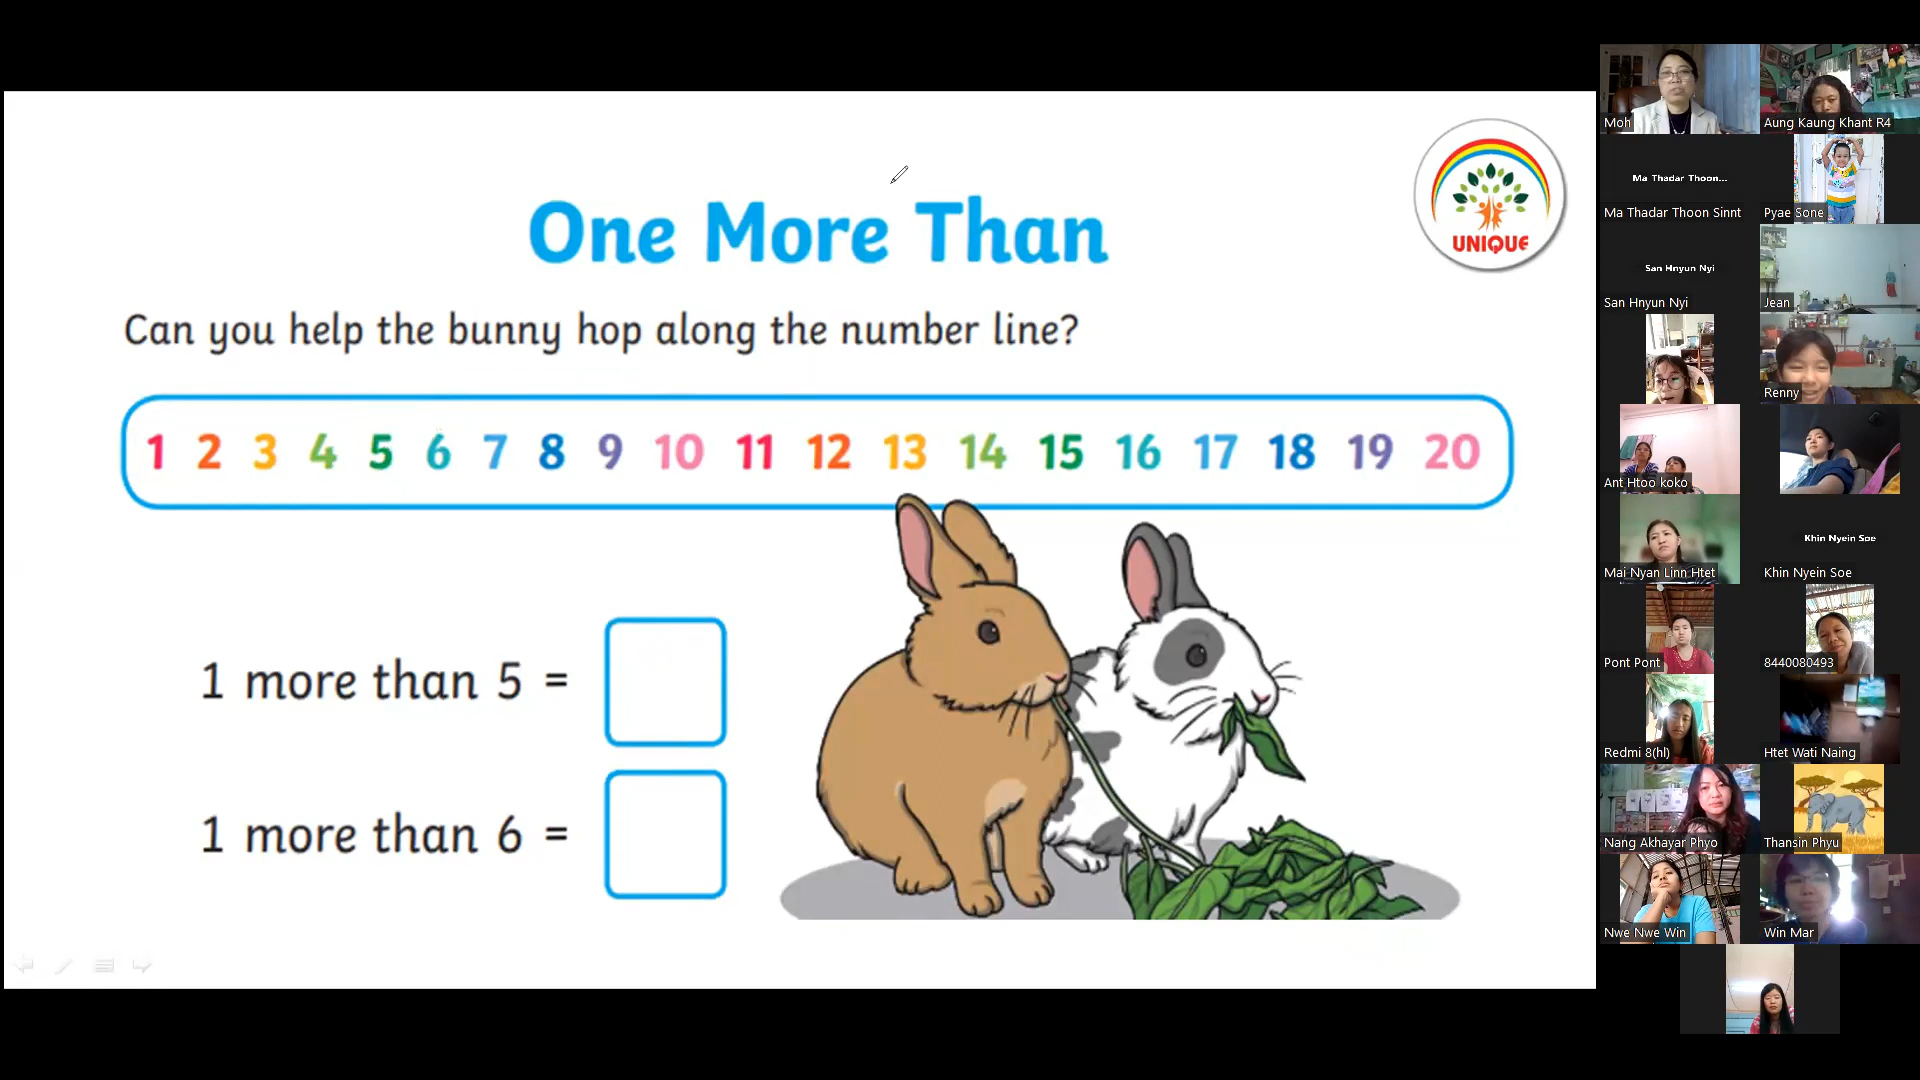 One More Than
UNIQUE
Can you help the bunny hop along the number line?
1 2 3 4 5 6 7 8 9 10 11 12 13 14 15 16 17 18 19 20
1 more than 5 =
1 more than 6 =
Moh
Aung Kaung Khant R4
Ma Thadar Thoon...
Ma Thadar Thoon Sinnt
Pyae Sone
San Hnyun Nyi
San Hnyun Nyi
Jean
Renny
Ant Htoo koko
Mai Nyan Linn Htet
Khin Nyein Soe
Khin Nyein Soe
Pont Pont
8440080493
Redmi 8(hl)
Htet Wati Naing
Nang Akhayar Phyo
Thansin Phyu
Nwe Nwe Win
Win Mar